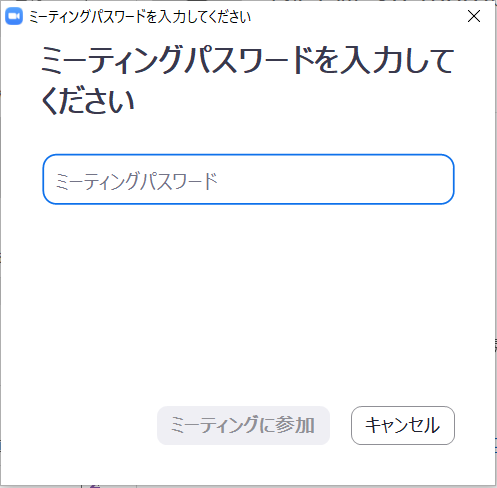 ミーティングパスワードを入力してください
ミーティングパスワードを入力して
ください
ミーティングパスワード
ミーティングに参加
キャンセル